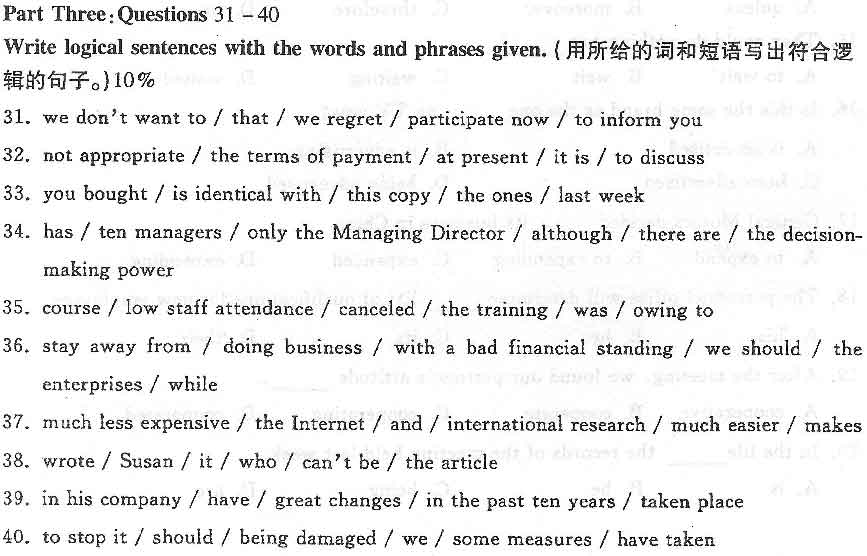 Part Three:Questions 31 – 40
Write logical sentences with the words and phrases given. (用所给的词和短语写出符合逻
辑的句子。)10%
31. we don't want to / that / we regret / participate now / to inform you
32. not appropriate / the terms of payment / at present / it is / to discuss
33. you bought / is identical with / this copy / the ones / last week
34. has / ten managers / only the Managing Director / although / there are / the decision-
making power
35. course / low staff attendance / canceled / the training / was / owing to
36. stay away from / doing business / with a bad financial standing / we should / the
enterprises / while
37. much less expensive / the Internet / and / international research / much easier / makes
38. wrote / Susan / it / who / can't be / the article
39. in his company / have / great changes / in the past ten years / taken place
40. to stop it / should / being damaged / we / some measures / have taken